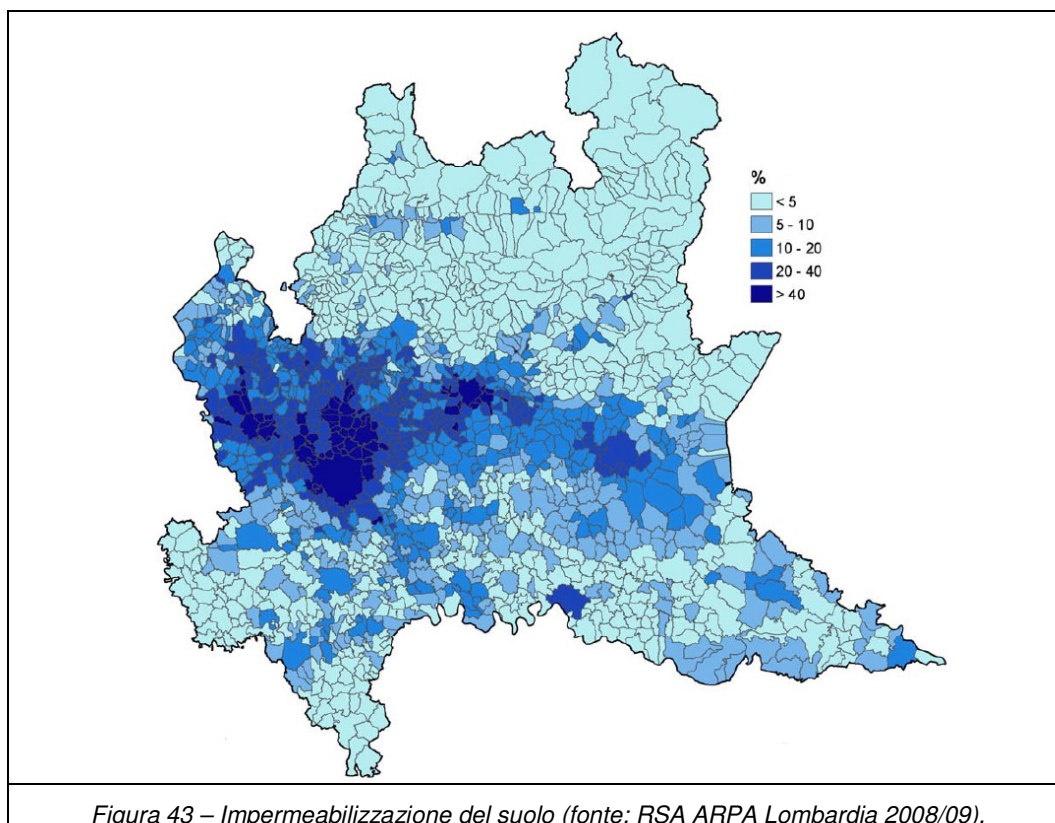 %
< 5
5 - 10
10 - 20
20 - 40
> 40
Figura 43 – Impermeabilizzazione del suolo (fonte: RSA ARPA Lombardia 2008/09).